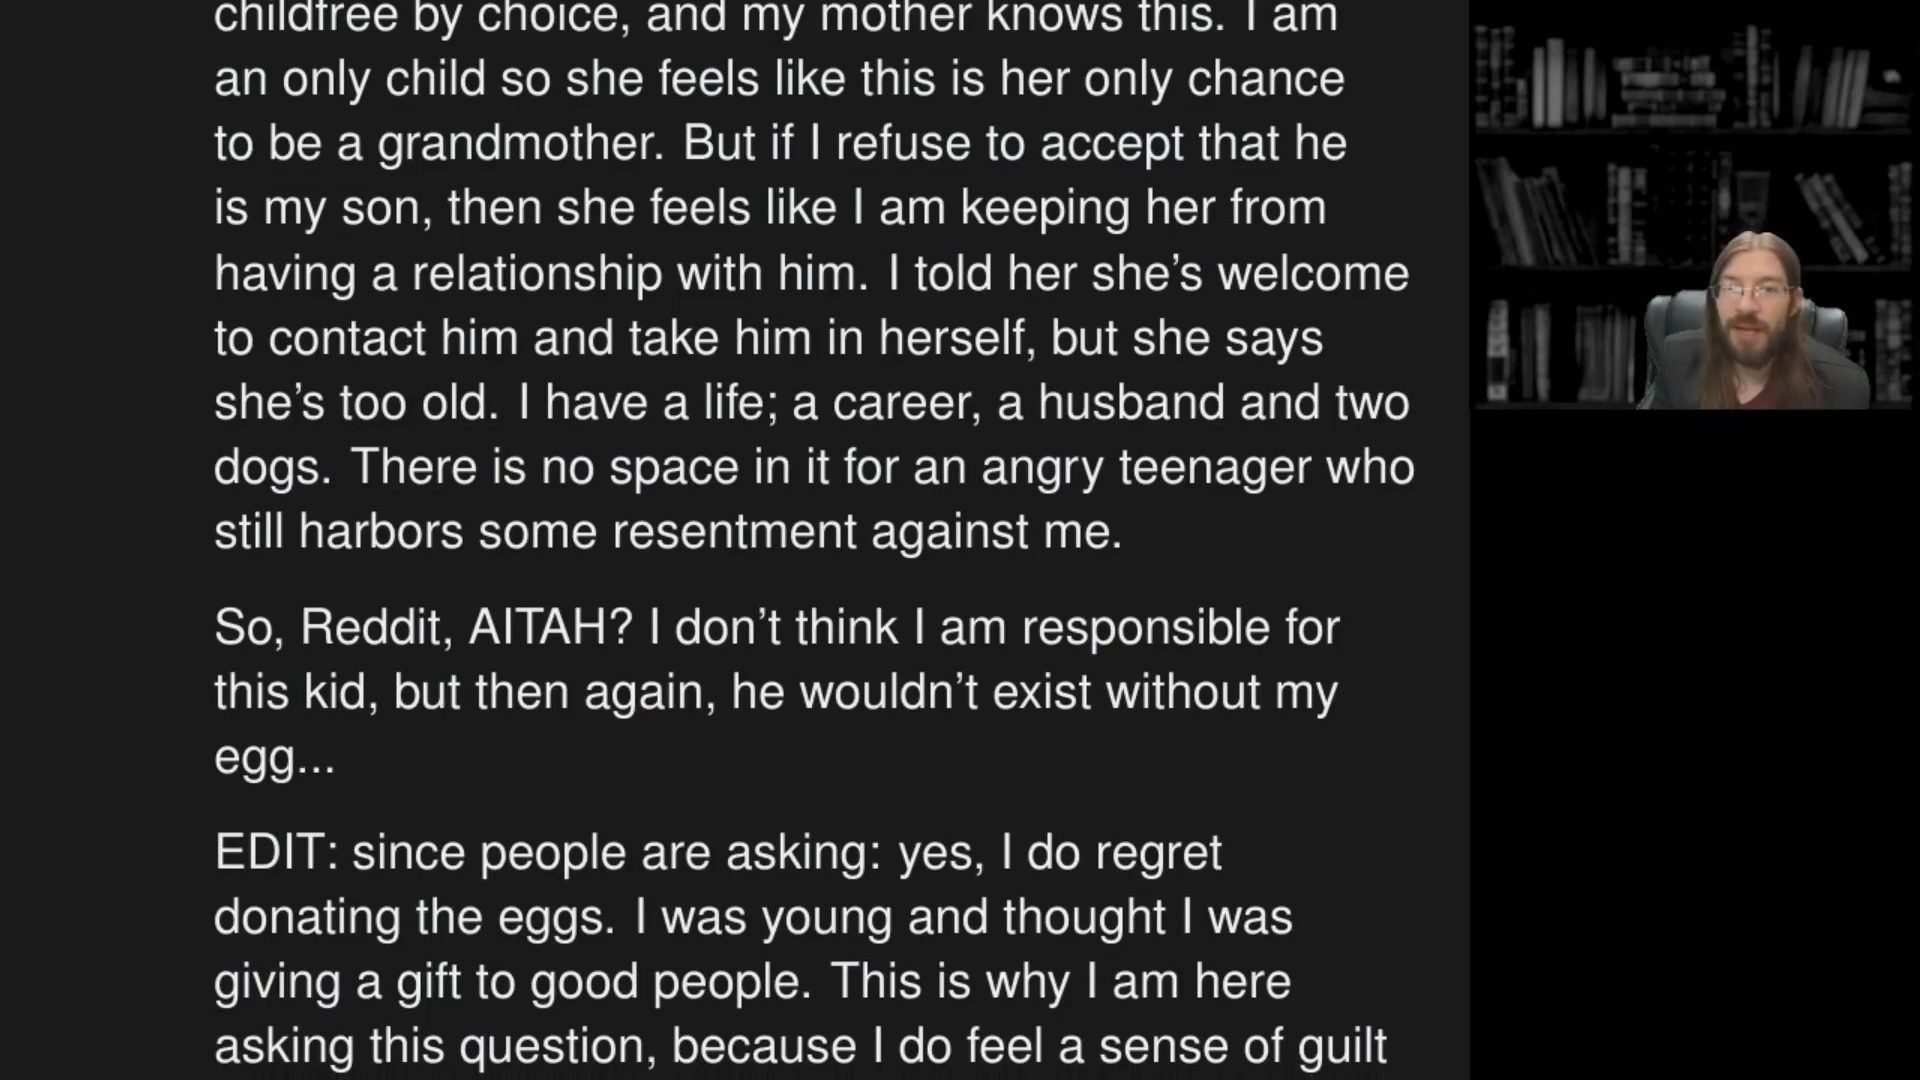 childfree by choice, and my mother knows this. I am
an only child so she feels like this is her only chance
to be a grandmother. But if I refuse to accept that he
is my son, then she feels like I am keeping her from
having a relationship with him. I told her she’s welcome
to contact him and take him in herself, but she says
she’s too old. I have a life; a career, a husband and two
dogs. There is no space in it for an angry teenager who
still harbors some resentment against me.
So, Reddit, AITAH? I don’t think I am responsible for
this kid, but then again, he wouldn’t exist without my
egg...
EDIT: since people are asking: yes, I do regret
donating the eggs. I was young and thought I was
giving a gift to good people. This is why I am here
asking this question, because I do feel a sense of guilt